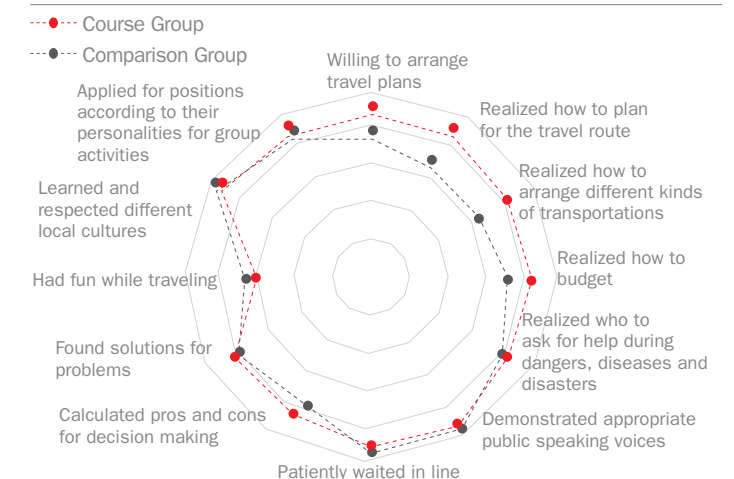 Course Group
Comparison Group
Willing to arrange
travel plans
Realized how to plan
for the travel route
Realized how to
arrange different kinds
of transportations
Realized how to
budget
Realized who to
ask for help during
dangers, diseases and
disasters
Demonstrated appropriate
public speaking voices
Patiently waited in line
Calculated pros and cons
for decision making
Found solutions for
problems
Had fun while traveling
Learned and
respected different
local cultures
Applied for positions
according to their
personalities for group
activities